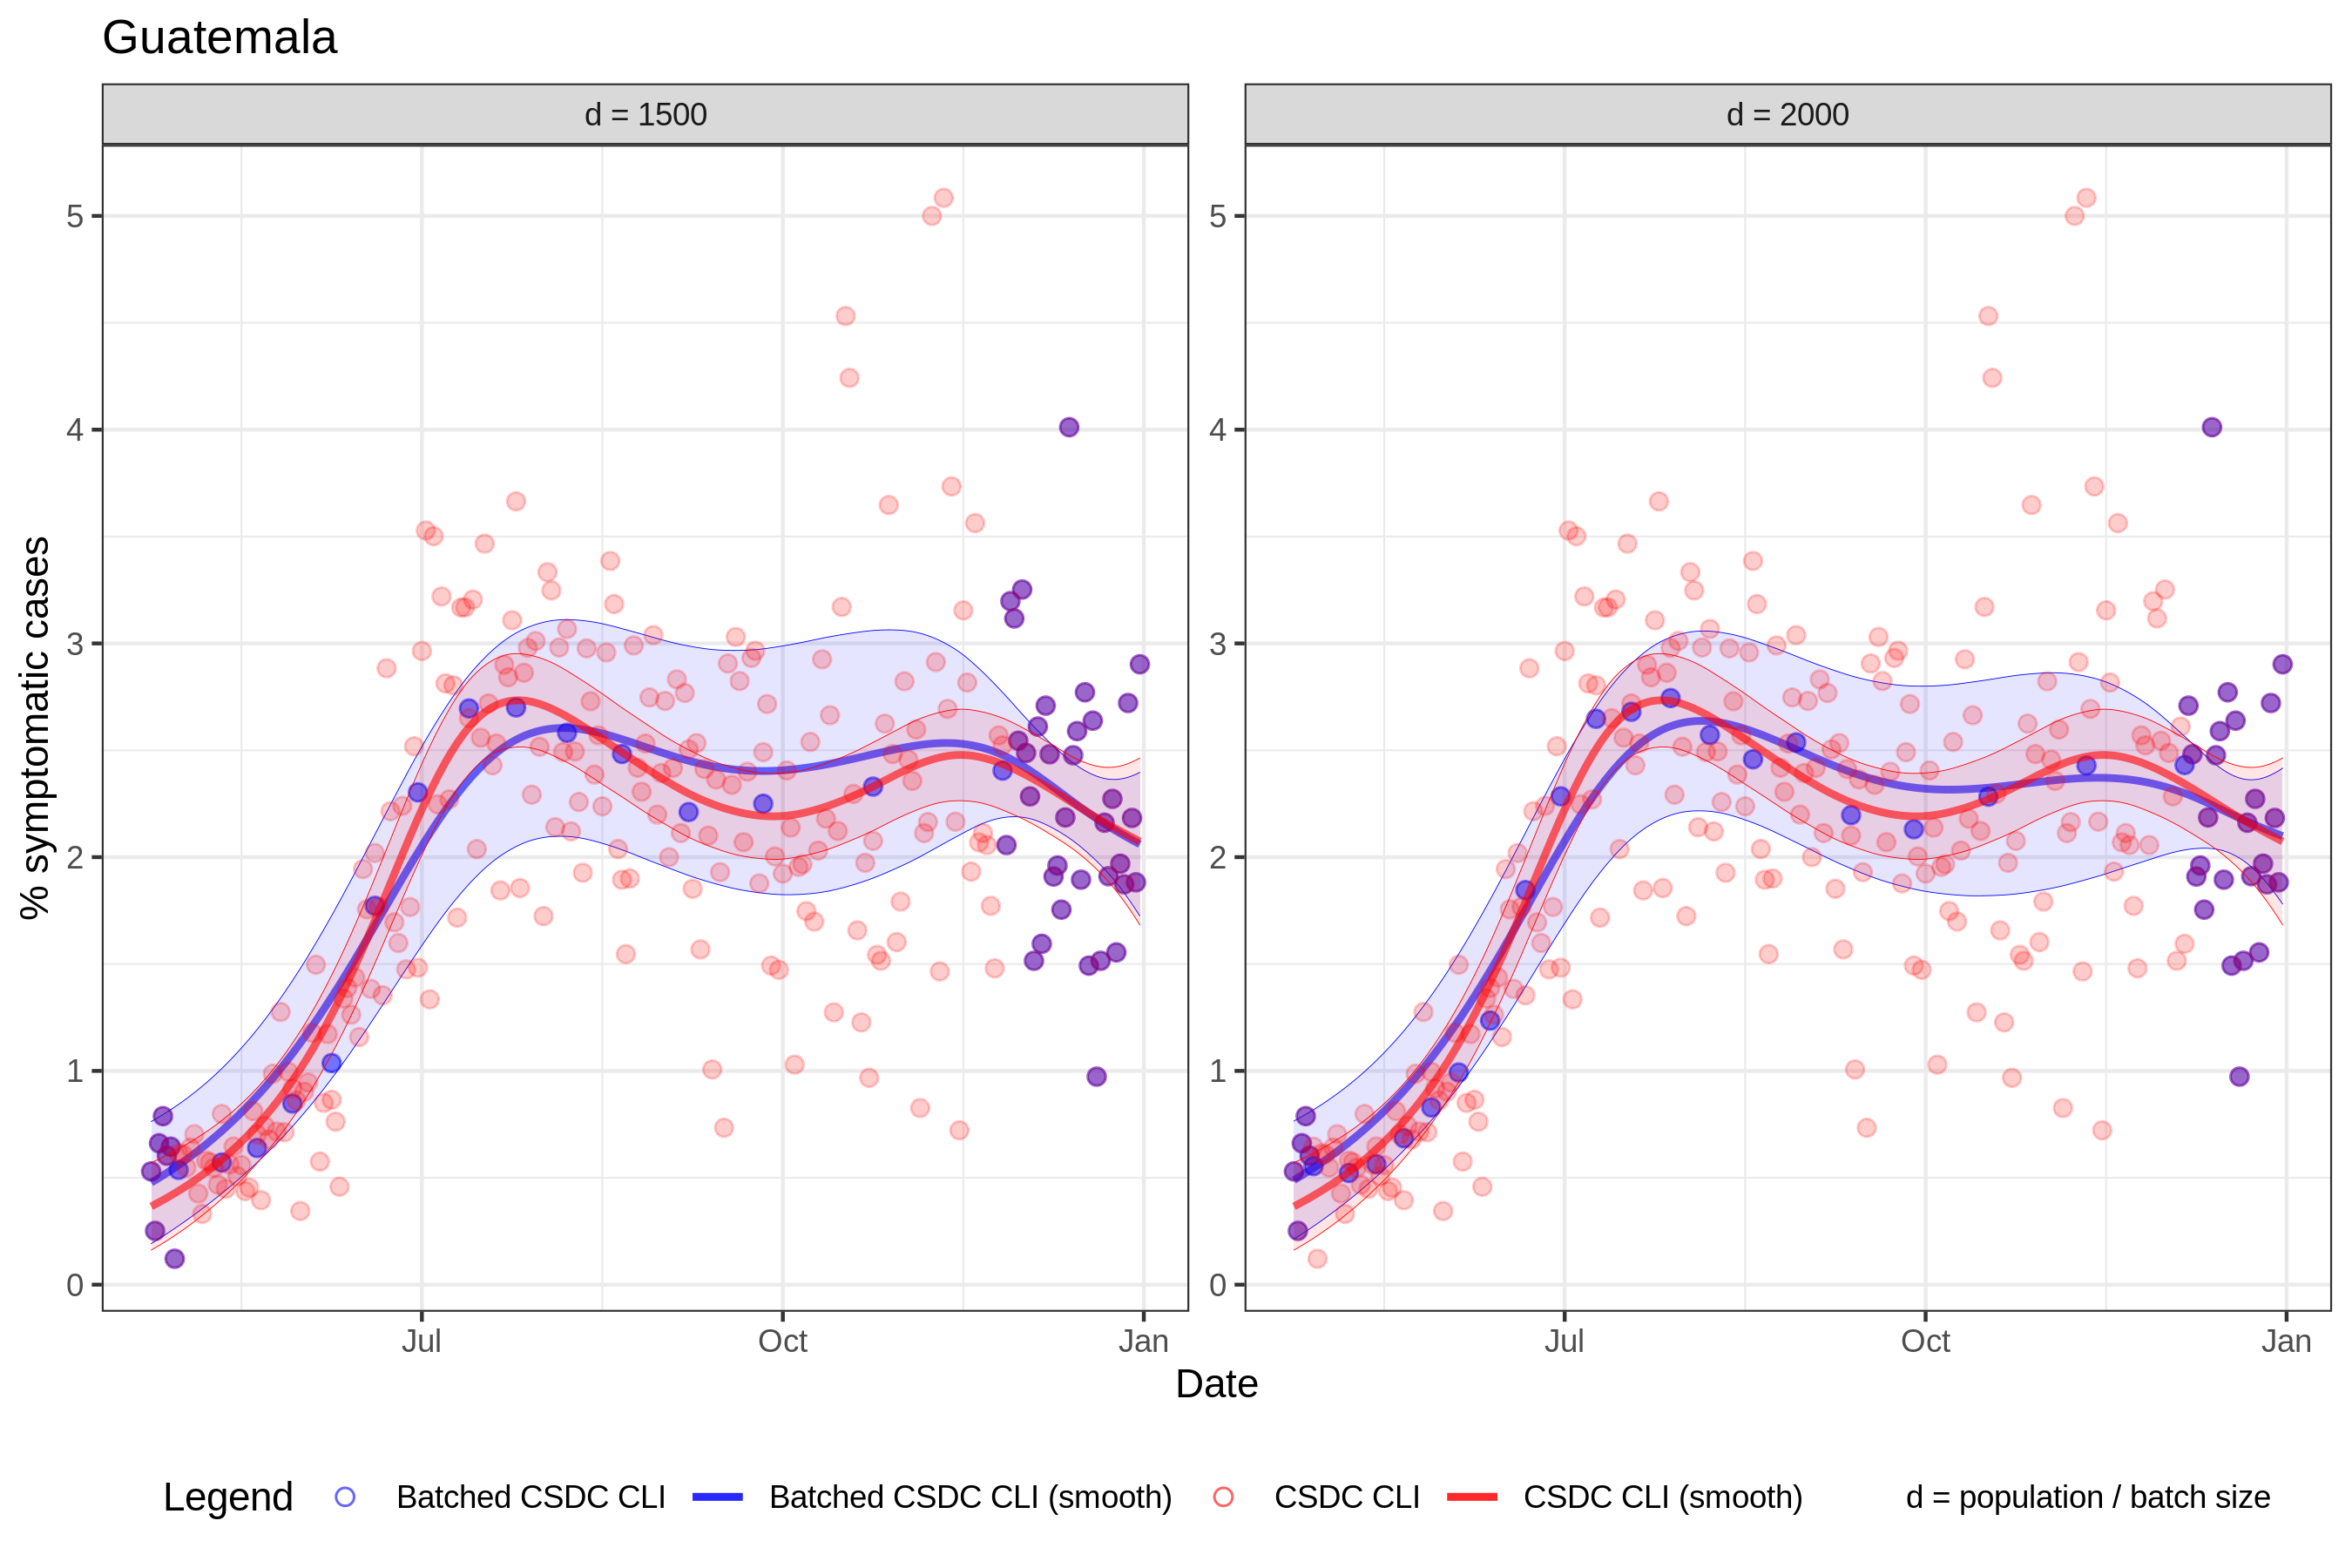 Guatemala
d = 1500
d = 2000
% symptomatic cases
5
4
3
2
1
0
5
4
3
2
1
0
Jul
Oct
Jan
Jul
Oct
Jan
Date
Legend
Batched CSDC CLI
Batched CSDC CLI (smooth)
CSDC CLI
CSDC CLI (smooth)
d = population / batch size